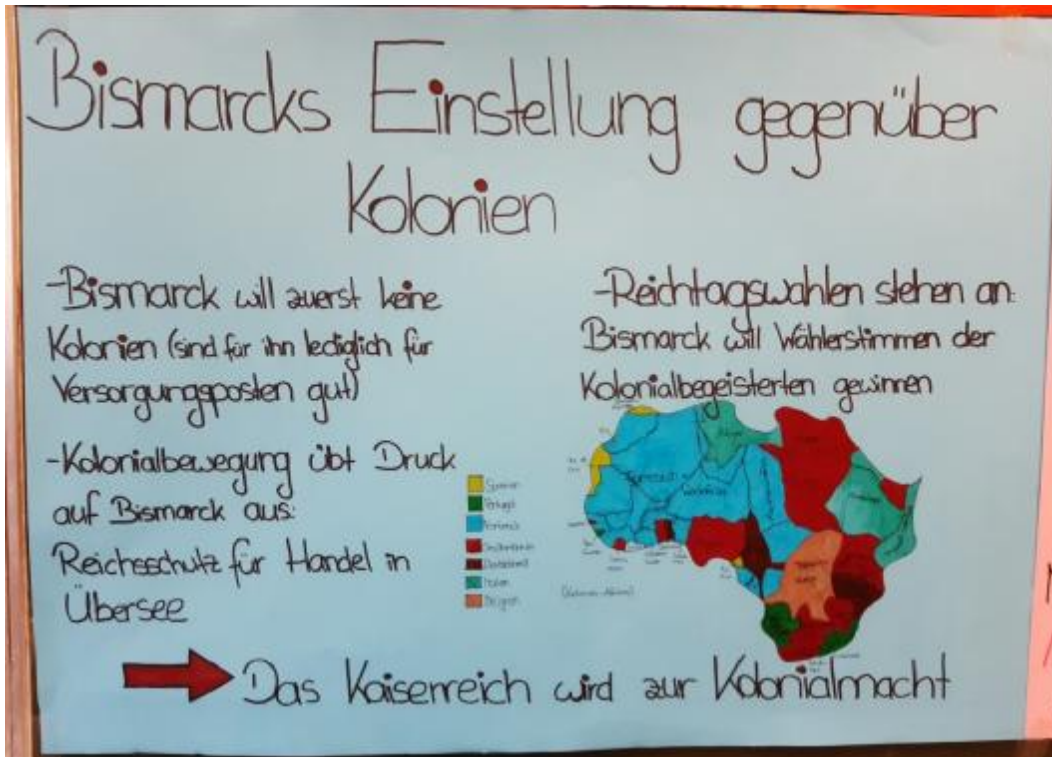 Bismarcks Einstellung gegenüber
Kolonien
-Bismarck will zuerst keine
Kolonien (sind für ihn lediglich für
Versorgungsposten gut)
-Kolonialbewegung übt Druck
auf Bismarck aus:
Reichsschutz für Handel in
Übersee
-Reichtagswahlen stehen an:
Bismarck will Wählerstimmen der
Kolonialbegeisterten gewinnen
Spanien
Portugal
Frankreich
Großbritannien
Deutschland
Italien
Belgien
Das Kaiserreich wird zur Kolonialmacht